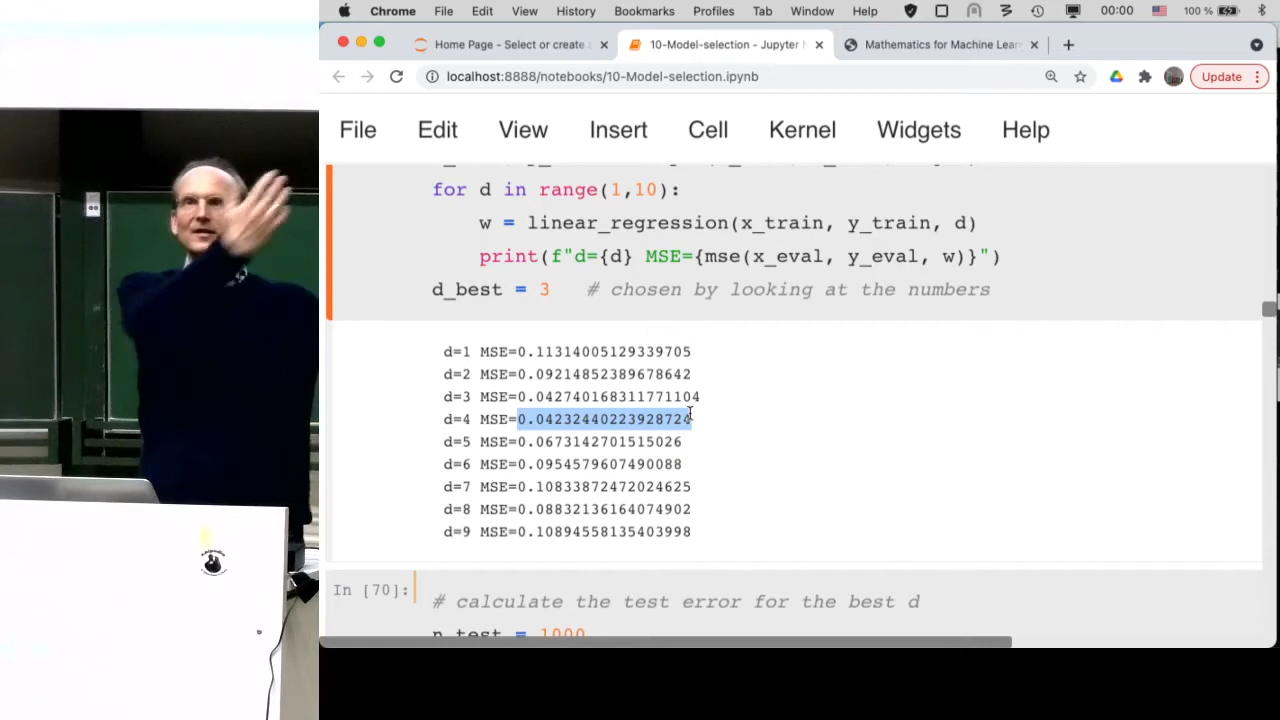 Chrome File Edit View History Bookmarks Profiles Tab Window Help 00:00 100 %
Home Page - Select or create a
10-Model-selection - Jupyter
Mathematics for Machine Lear
localhost:8888/notebooks/10-Model-selection.ipynb
Update
File Edit View Insert Cell Kernel Widgets Help
for d in range(1,10):
w = linear_regression(x_train, y_train, d)
print(f"d={d} MSE={mse(x_eval, y_eval, w)}")
d_best = 3 # chosen by looking at the numbers
d=1 MSE=0.11314005129339705
d=2 MSE=0.09214852389678642
d=3 MSE=0.042740168311771104
d=4 MSE=0.04232440223928724
d=5 MSE=0.0673142701515026
d=6 MSE=0.0954579607490088
d=7 MSE=0.10833872472024625
d=8 MSE=0.08832136164074902
d=9 MSE=0.10894558135403998
In [70]:
# calculate the test error for the best d
n_test = 1000